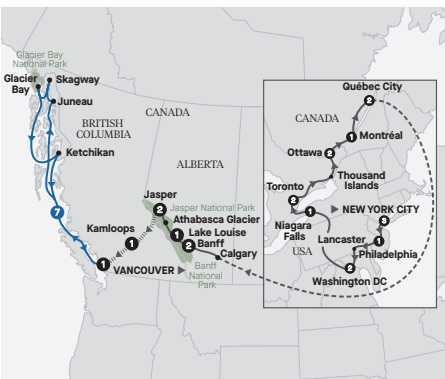 Glacier Bay
National Park
Glacier
Bay
Skagway
Juneau
BRITISH
COLUMBIA
CANADA
Ketchikan
ALBERTA
7
Jasper
2
Jasper National Park
Athabasca Glacier
Kamloops
1
1
Lake Louise
2
Banff
Calgary
1
VANCOUVER
Banff
National
Park
Québec City
2
CANADA
1
Montréal
Ottawa
2
Thousand
Islands
Toronto
2
1
NEW YORK CITY
3
Niagara
Falls
Lancaster
1
USA
Philadelphia
2
Washington DC